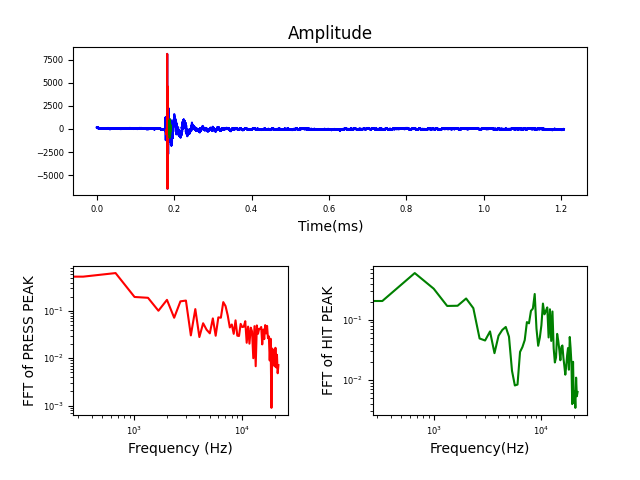 Amplitude
7500
5000
2500
0
−2500
−5000
0.0 0.2 0.4 0.6 0.8 1.0 1.2
Time(ms)
FFT of PRESS PEAK
10⁻¹
10⁻²
10⁻³
10³ 10⁴
Frequency (Hz)
FFT of HIT PEAK
10⁻¹
10⁻²
10³ 10⁴
Frequency(Hz)